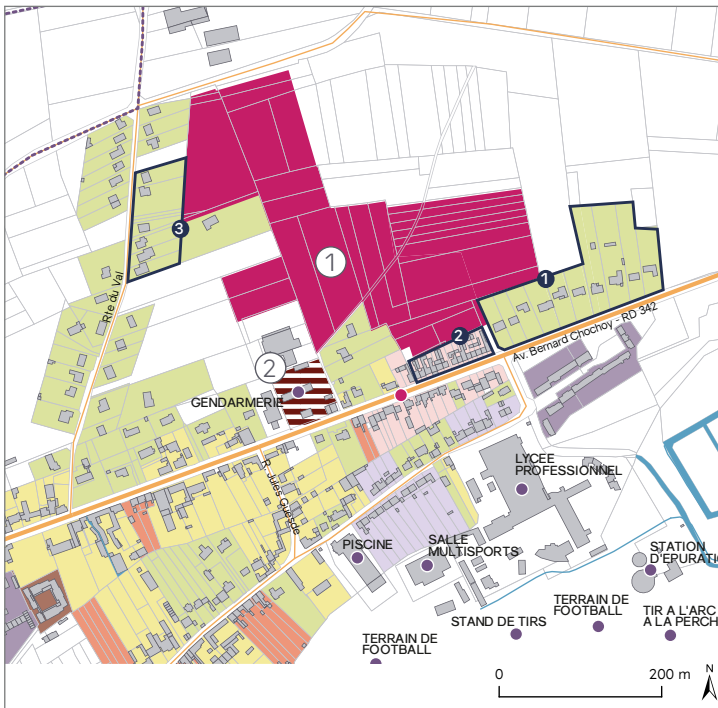 3
Rte du Val
1
1
2
Av. Bernard Chochoy - RD 342
2
GENDARMERIE
R. Jules Guesde
LYCEE
PROFESSIONNEL
PISCINE
SALLE
MULTISPORTS
STATION
D'EPURATI
TERRAIN DE
FOOTBALL
STAND DE TIRS
TIR A L'ARC
A LA PERCH
TERRAIN DE
FOOTBALL
0
200 m
N